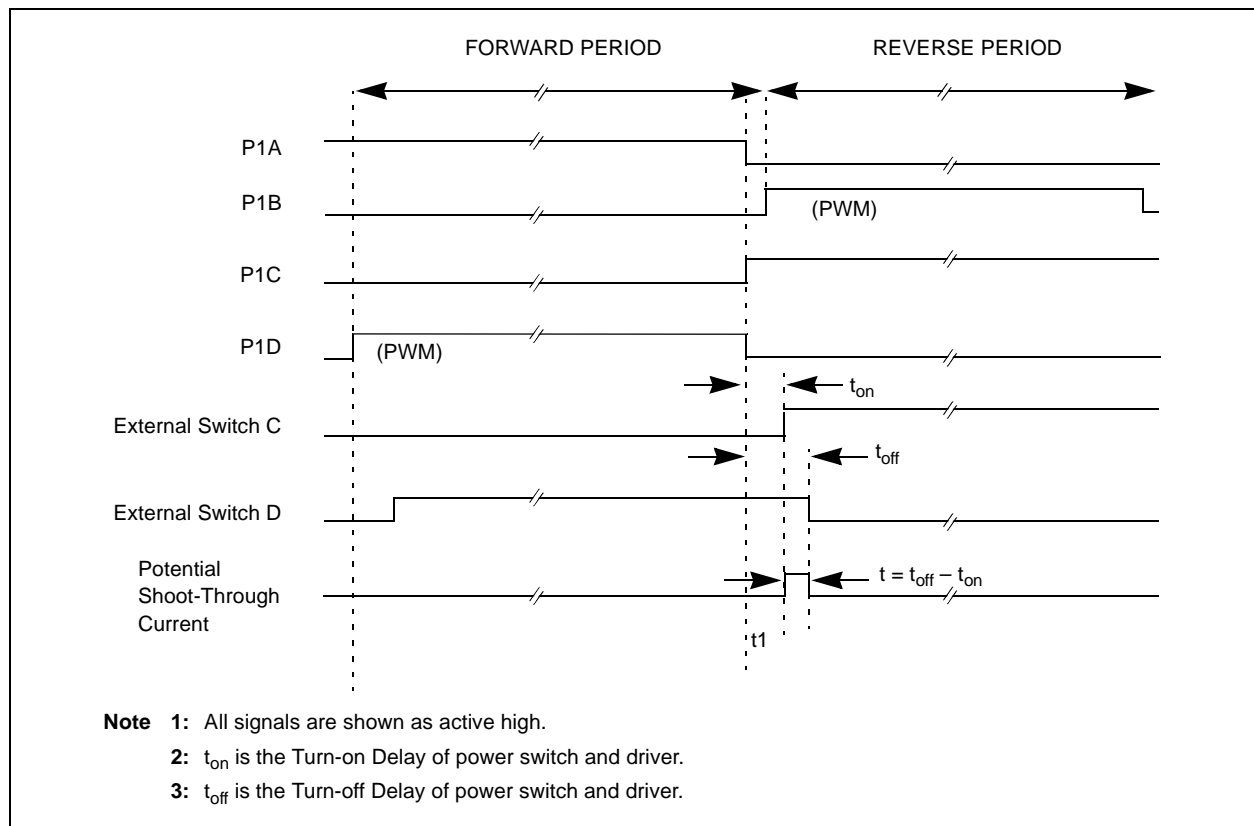 FORWARD PERIOD
REVERSE PERIOD
P1A
P1B
(PWM)
P1C
P1D
(PWM)
t_on
External Switch C
t_off
External Switch D
Potential
Shoot-Through
Current
t = t_off – t_on
t1
Note 1: All signals are shown as active high.
2: t_on is the Turn-on Delay of power switch and driver.
3: t_off is the Turn-off Delay of power switch and driver.